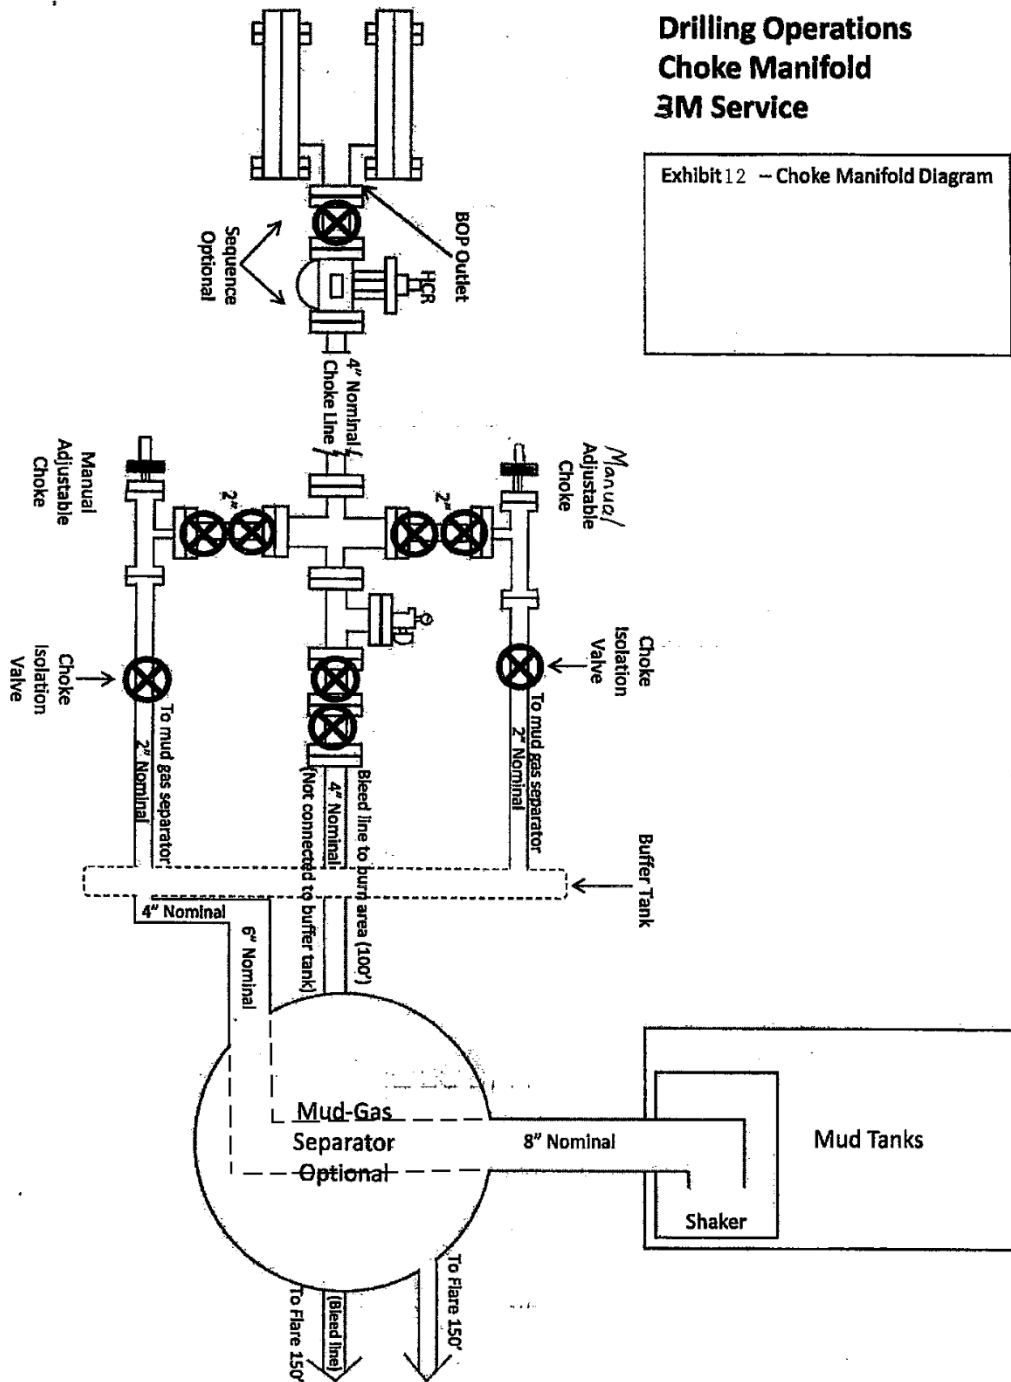 Drilling Operations
Choke Manifold
3M Service
Exhibit 12 – Choke Manifold Diagram
BOP Outlet
HCR
Sequence
Optional
4" Nominal
Choke Line
Manual
Adjustable
Choke
2"
2"
Manual
Adjustable
Choke
Choke
Isolation
Valve
Choke
Isolation
Valve
To mud gas separator
2" Nominal
Bleed line to burn area (100')
4" Nominal
(Not connected to buffer tank)
To mud gas separator
2" Nominal
Buffer Tank
4" Nominal
6" Nominal
Mud-Gas
Separator
Optional
8" Nominal
Mud Tanks
Shaker
To Flare 150'
(Bleed line)
To Flare 150'